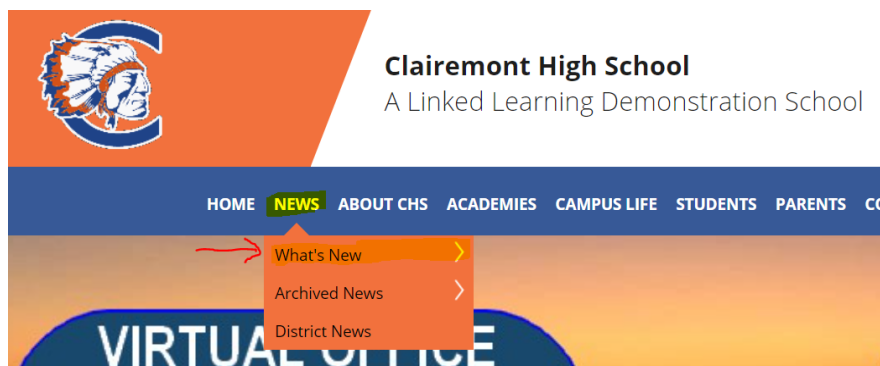 Clairemont High School
A Linked Learning Demonstration School
HOME NEWS ABOUT CHS ACADEMIES CAMPUS LIFE STUDENTS PARENTS
What's New
Archived News
District News
VIRTUAL OFFICE